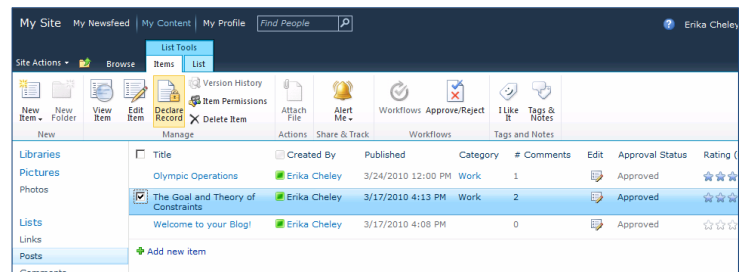 My Site My Newsfeed | My Content | My Profile Find People Erika Cheley
List Tools
Site Actions Browse Items List
New Item New Folder View Item Edit Item Declare Record Version History Item Permissions Delete Item Attach File Alert Me Workflows Approve/Reject I Like It Tags & Notes
New Manage Actions Share & Track Workflows Tags and Notes
Libraries Title Created By Published Category # Comments Edit Approval Status Rating (
Pictures Olympic Operations Erika Cheley 3/24/2010 12:00 PM Work 1 Approved
Photos The Goal and Theory of Constraints Erika Cheley 3/17/2010 4:13 PM Work 2 Approved
Lists Welcome to your Blog! Erika Cheley 3/17/2010 4:08 PM 0 Approved
Links
Posts Add new item
Comments